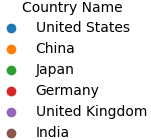 Country Name
United States
China
Japan
Germany
United Kingdom
India